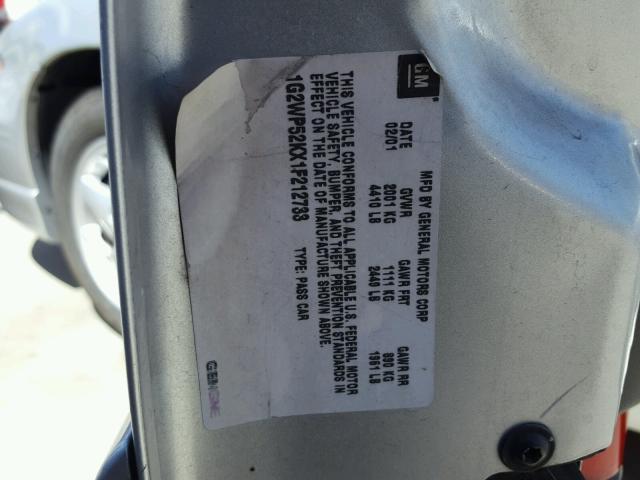 GM
MFD BY GENERAL MOTORS CORP
DATE GVWR GAWR FRT GAWR RR
02/01 2001 KG 1111 KG 890 KG
4410 LB 2449 LB 1961 LB
THIS VEHICLE CONFORMS TO ALL APPLICABLE U.S. FEDERAL MOTOR
VEHICLE SAFETY, BUMPER, AND THEFT PREVENTION STANDARDS IN
EFFECT ON THE DATE OF MANUFACTURE SHOWN ABOVE.
1G2WP52KX1F212733 TYPE: PASS CAR